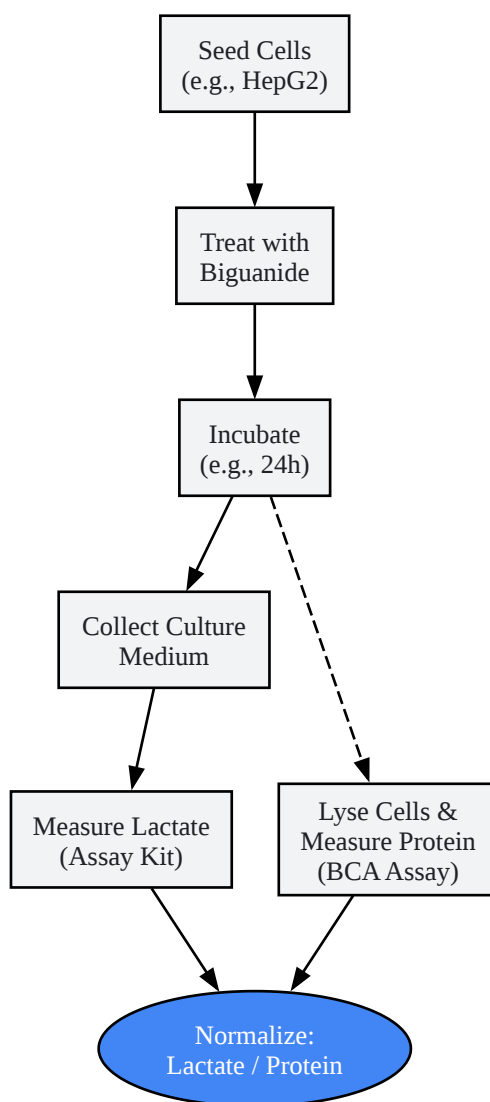 Seed Cells
(e.g., HepG2)
Treat with
Biguanide
Incubate
(e.g., 24h)
Collect Culture
Medium
Measure Lactate
(Assay Kit)
Lyse Cells &
Measure Protein
(BCA Assay)
Normalize:
Lactate / Protein